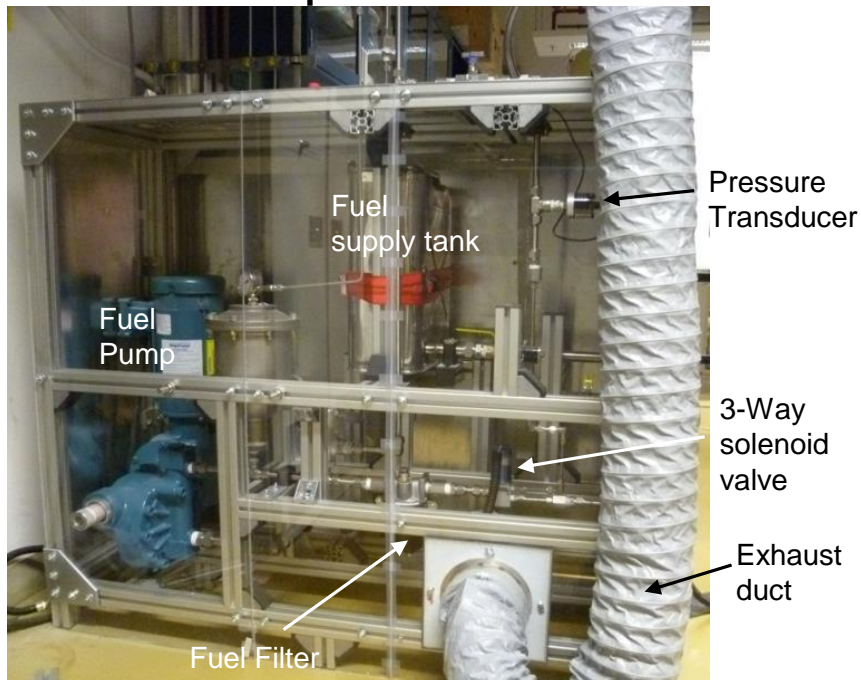 Fuel
supply tank
Pressure
Transducer
Fuel
Pump
3-Way
solenoid
valve
Exhaust
duct
Fuel Filter